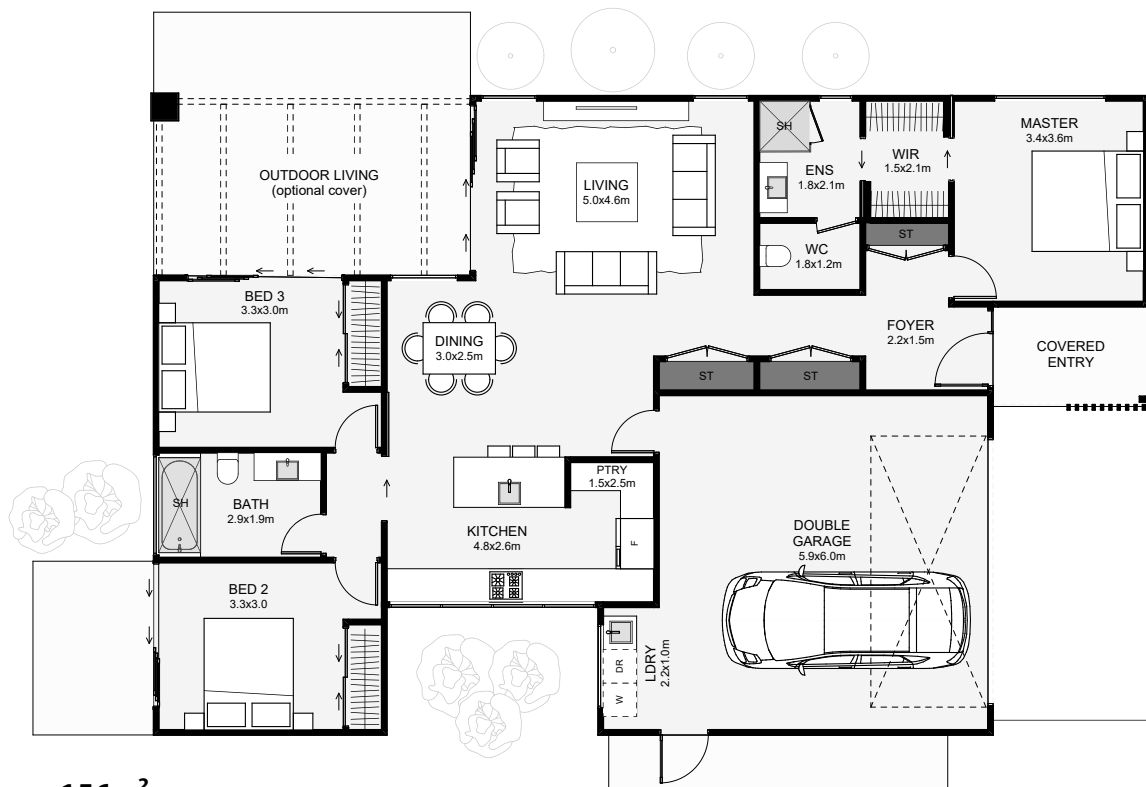 OUTDOOR LIVING
(optional cover)
LIVING
5.0x4.6m
SH
ENS
1.8x2.1m
WIR
1.5x2.1m
MASTER
3.4x3.6m
ST
WC
1.8x1.2m
BED 3
3.3x3.0m
DINING
3.0x2.5m
FOYER
2.2x1.5m
COVERED
ENTRY
ST
ST
SH
BATH
2.9x1.9m
PTRY
1.5x2.5m
KITCHEN
4.8x2.6m
F
DOUBLE
GARAGE
5.9x6.0m
BED 2
3.3x3.0
LDRY
2.2x1.0m
DR
W